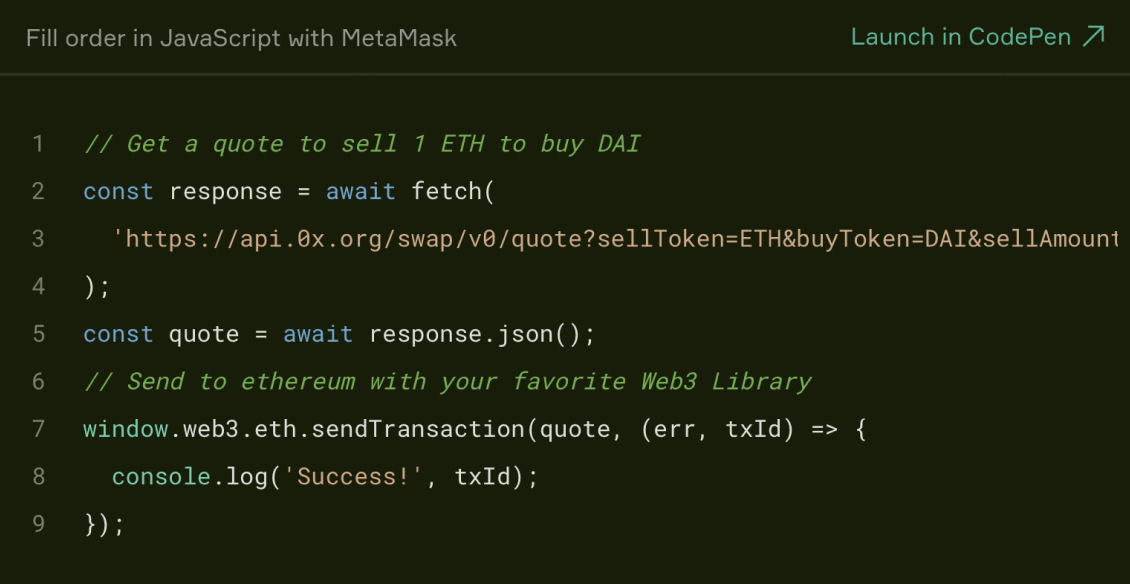 Fill order in JavaScript with MetaMask
Launch in CodePen
1 // Get a quote to sell 1 ETH to buy DAI
2 const response = await fetch(
3 'https://api.0x.org/swap/v0/quote?sellToken=ETH&buyToken=DAI&sellAmount
4 );
5 const quote = await response.json();
6 // Send to ethereum with your favorite Web3 Library
7 window.web3.eth.sendTransaction(quote, (err, txId) => {
8 console.log('Success!', txId);
9 });